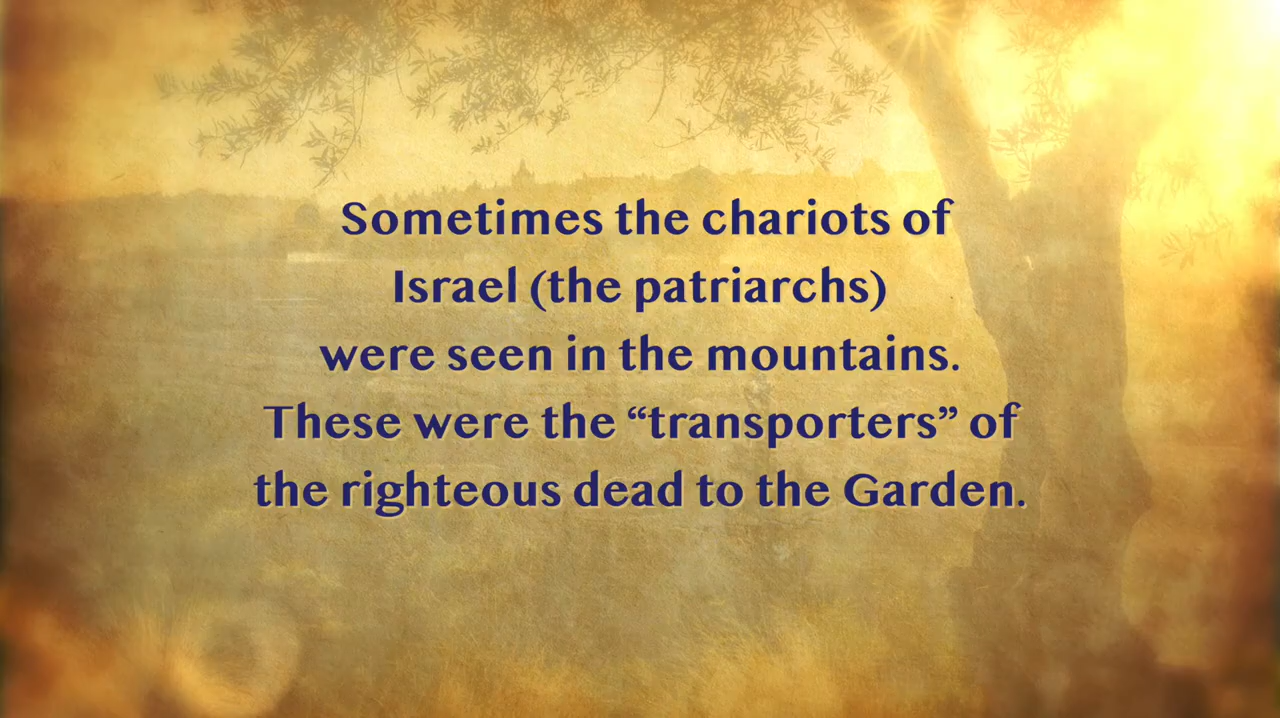 Sometimes the chariots of
Israel (the patriarchs)
were seen in the mountains.
These were the “transporters” of
the righteous dead to the Garden.